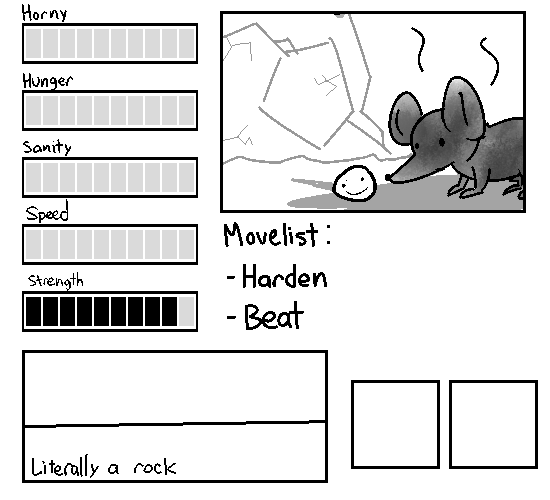 Horny
Hunger
Sanity
Speed
Strength
Movelist:
-Harden
-Beat
Literally a rock